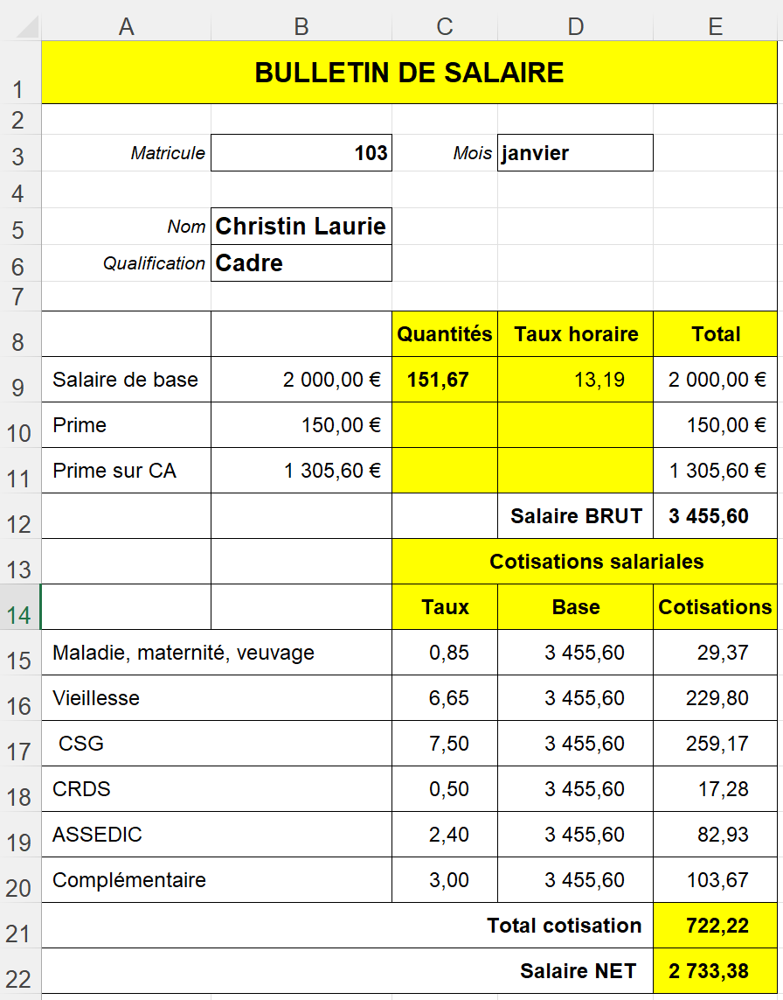 A B C D E
1 BULLETIN DE SALAIRE
2
3 Matricule 103 Mois janvier
4
5 Nom Christin Laurie
6 Qualification Cadre
7
8 Quantités Taux horaire Total
9 Salaire de base 2 000,00 € 151,67 13,19 2 000,00 €
10 Prime 150,00 € 150,00 €
11 Prime sur CA 1 305,60 € 1 305,60 €
12 Salaire BRUT 3 455,60
13 Cotisations salariales
14 Taux Base Cotisations
15 Maladie, maternité, veuvage 0,85 3 455,60 29,37
16 Vieillesse 6,65 3 455,60 229,80
17 CSG 7,50 3 455,60 259,17
18 CRDS 0,50 3 455,60 17,28
19 ASSEDIC 2,40 3 455,60 82,93
20 Complémentaire 3,00 3 455,60 103,67
21 Total cotisation 722,22
22 Salaire NET 2 733,38